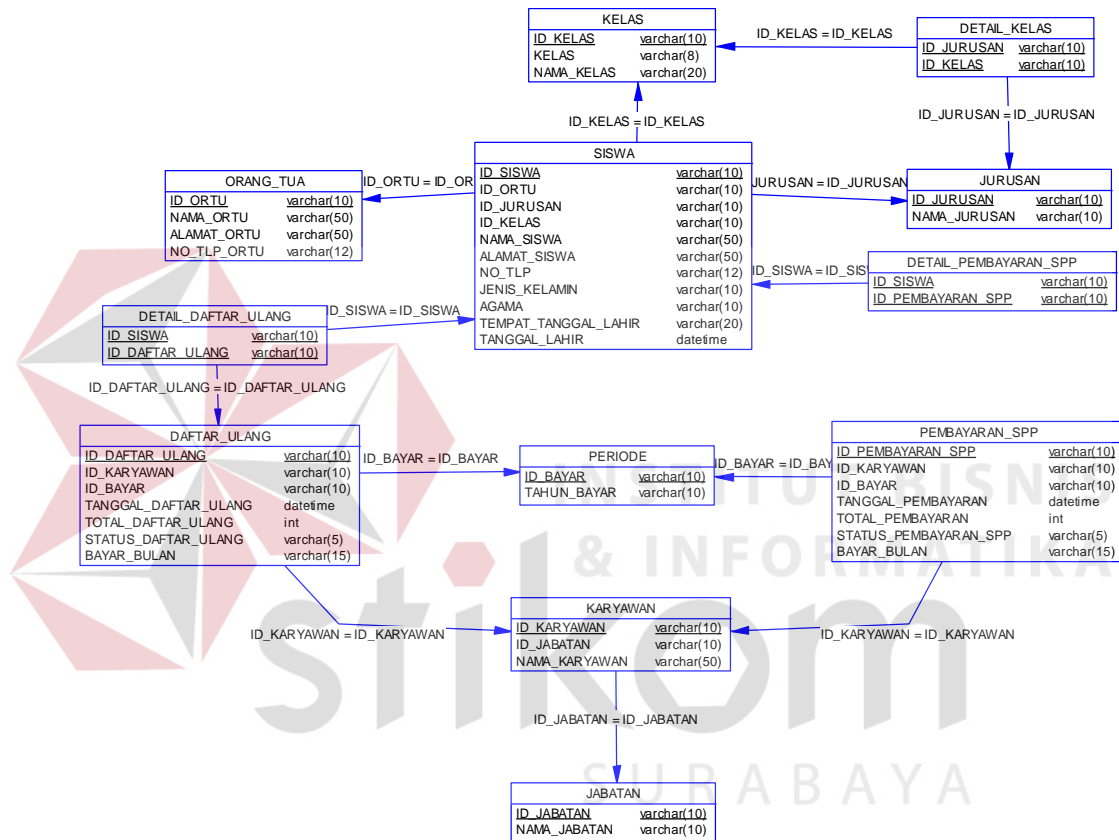 KELAS
ID_KELAS varchar(10)
KELAS varchar(8)
NAMA_KELAS varchar(20)
ID_KELAS = ID_KELAS
DETAIL_KELAS
ID_JURUSAN varchar(10)
ID_KELAS varchar(10)
ID_KELAS = ID_KELAS
ID_JURUSAN = ID_JURUSAN
SISWA
ID_SISWA varchar(10)
ID_ORTU varchar(10)
ID_JURUSAN varchar(10)
ID_KELAS varchar(10)
NAMA_SISWA varchar(50)
ALAMAT_SISWA varchar(50)
NO_TLP varchar(12)
JENIS_KELAMIN varchar(10)
AGAMA varchar(10)
TEMPAT_TANGGAL_LAHIR varchar(20)
TANGGAL_LAHIR datetime
ORANG_TUA
ID_ORTU varchar(10)
NAMA_ORTU varchar(50)
ALAMAT_ORTU varchar(50)
NO_TLP_ORTU varchar(12)
ID_ORTU = ID_OR
JURUSAN = ID_JURUSAN
JURUSAN
ID_JURUSAN varchar(10)
NAMA_JURUSAN varchar(10)
DETAIL_PEMBAYARAN_SPP
ID_SISWA varchar(10)
ID_PEMBAYARAN_SPP varchar(10)
ID_SISWA = ID_SIS
DETAIL_DAFTAR_ULANG
ID_SISWA varchar(10)
ID_DAFTAR_ULANG varchar(10)
ID_SISWA = ID_SISWA
ID_DAFTAR_ULANG = ID_DAFTAR_ULANG
DAFTAR_ULANG
ID_DAFTAR_ULANG varchar(10)
ID_KARYAWAN varchar(10)
ID_BAYAR varchar(10)
TANGGAL_DAFTAR_ULANG datetime
TOTAL_DAFTAR_ULANG int
STATUS_DAFTAR_ULANG varchar(5)
BAYAR_BULAN varchar(15)
ID_BAYAR = ID_BAYAR
PERIODE
ID_BAYAR varchar(10)
TAHUN_BAYAR varchar(10)
ID_BAYAR = ID_BAY
PEMBAYARAN_SPP
ID_PEMBAYARAN_SPP varchar(10)
ID_KARYAWAN varchar(10)
ID_BAYAR varchar(10)
TANGGAL_PEMBAYARAN datetime
TOTAL_PEMBAYARAN int
STATUS_PEMBAYARAN_SPP varchar(5)
BAYAR_BULAN varchar(15)
ID_KARYAWAN = ID_KARYAWAN
KARYAWAN
ID_KARYAWAN varchar(10)
ID_JABATAN varchar(10)
NAMA_KARYAWAN varchar(50)
ID_KARYAWAN = ID_KARYAWAN
ID_JABATAN = ID_JABATAN
JABATAN
ID_JABATAN varchar(10)
NAMA_JABATAN varchar(10)
INSTITUT BISNIS
& INFORMATIKA
stikom
SURABAYA